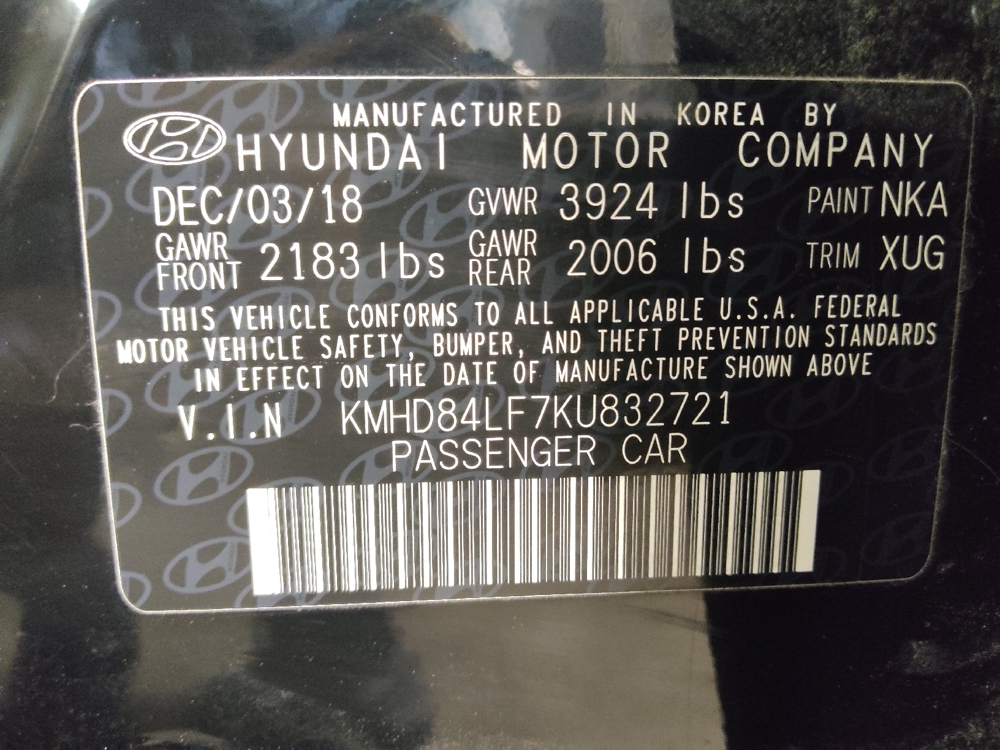 MANUFACTURED IN KOREA BY
HYUNDAI MOTOR COMPANY
DEC/03/18 GVWR 3924 lbs PAINT NKA
GAWR FRONT 2183 lbs GAWR REAR 2006 lbs TRIM XUG
THIS VEHICLE CONFORMS TO ALL APPLICABLE U.S.A. FEDERAL
MOTOR VEHICLE SAFETY, BUMPER, AND THEFT PREVENTION STANDARDS
IN EFFECT ON THE DATE OF MANUFACTURE SHOWN ABOVE
V.I.N KMHD84LF7KU832721
PASSENGER CAR